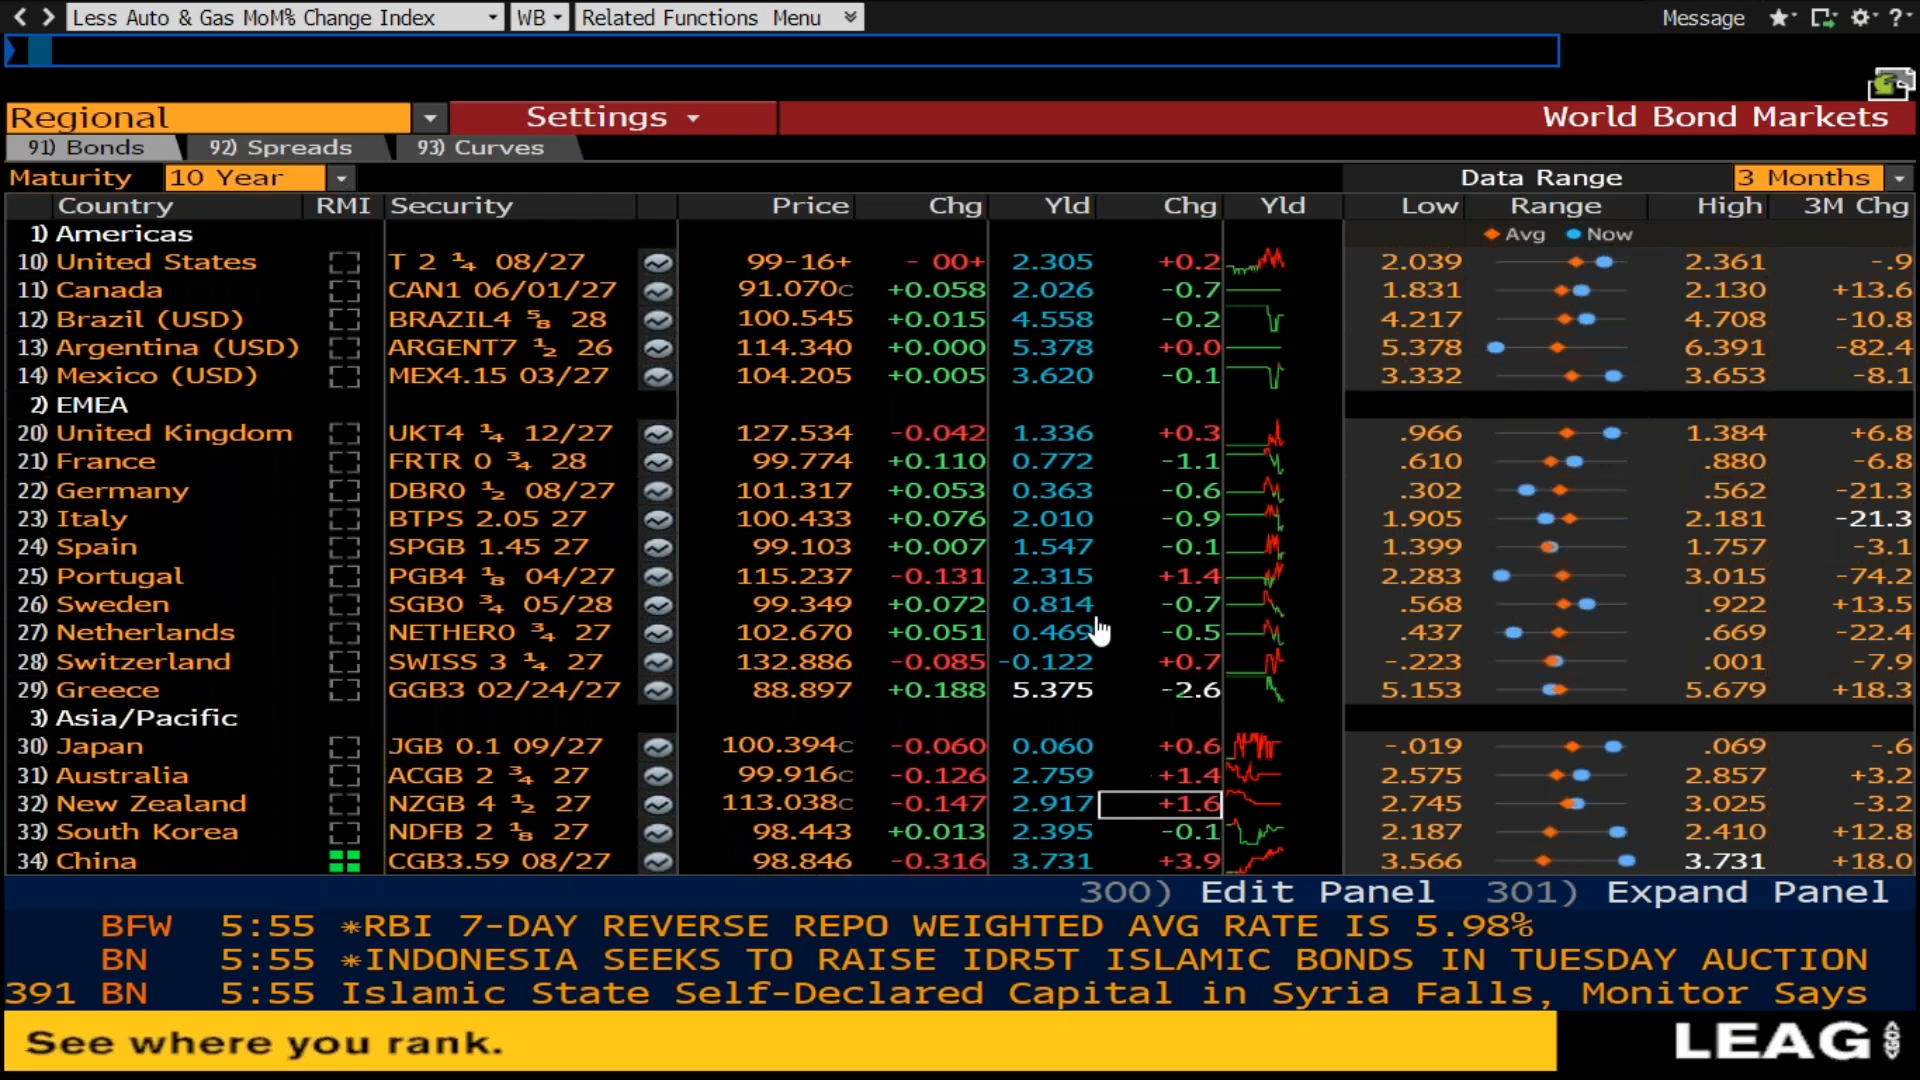 Less Auto & Gas MoM% Change Index WB Related Functions Menu Message
Regional Settings World Bond Markets
91) Bonds 92) Spreads 93) Curves
Maturity 10 Year Data Range 3 Months
Country RMI Security Price Chg Yld Chg Yld Low Range High 3M Chg
1) Americas Avg Now
10) United States T 2 ¼ 08/27 99-16+ - 00+ 2.305 +0.2 2.039 2.361 -.9
11) Canada CAN1 06/01/27 91.070c +0.058 2.026 -0.7 1.831 2.130 +13.6
12) Brazil (USD) BRAZIL4 ⅝ 28 100.545 +0.015 4.558 -0.2 4.217 4.708 -10.8
13) Argentina (USD) ARGENT7 ½ 26 114.340 +0.000 5.378 +0.0 5.378 6.391 -82.4
14) Mexico (USD) MEX4.15 03/27 104.205 +0.005 3.620 -0.1 3.332 3.653 -8.1
2) EMEA
20) United Kingdom UKT4 ¼ 12/27 127.534 -0.042 1.336 +0.3 .966 1.384 +6.8
21) France FRTR 0 ¾ 28 99.774 +0.110 0.772 -1.1 .610 .880 -6.8
22) Germany DBR0 ½ 08/27 101.317 +0.053 0.363 -0.6 .302 .562 -21.3
23) Italy BTPS 2.05 27 100.433 +0.076 2.010 -0.9 1.905 2.181 -21.3
24) Spain SPGB 1.45 27 99.103 +0.007 1.547 -0.1 1.399 1.757 -3.1
25) Portugal PGB4 ⅛ 04/27 115.237 -0.131 2.315 +1.4 2.283 3.015 -74.2
26) Sweden SGB0 ¾ 05/28 99.349 +0.072 0.814 -0.7 .568 .922 +13.5
27) Netherlands NETHER0 ¾ 27 102.670 +0.051 0.469 -0.5 .437 .669 -22.4
28) Switzerland SWISS 3 ¼ 27 132.886 -0.085 -0.122 +0.7 -.223 .001 -7.9
29) Greece GGB3 02/24/27 88.897 +0.188 5.375 -2.6 5.153 5.679 +18.3
3) Asia/Pacific
30) Japan JGB 0.1 09/27 100.394c -0.060 0.060 +0.6 -.019 .069 -.6
31) Australia ACGB 2 ¾ 27 99.916c -0.126 2.759 +1.4 2.575 2.857 +3.2
32) New Zealand NZGB 4 ½ 27 113.038c -0.147 2.917 +1.6 2.745 3.025 -3.2
33) South Korea NDFB 2 ⅛ 27 98.443 +0.013 2.395 -0.1 2.187 2.410 +12.8
34) China CGB3.59 08/27 98.846 -0.316 3.731 +3.9 3.566 3.731 +18.0
300) Edit Panel 301) Expand Panel
BFW 5:55 *RBI 7-DAY REVERSE REPO WEIGHTED AVG RATE IS 5.98%
BN 5:55 *INDONESIA SEEKS TO RAISE IDR5T ISLAMIC BONDS IN TUESDAY AUCTION
391 BN 5:55 Islamic State Self-Declared Capital in Syria Falls, Monitor Says
See where you rank. LEAG